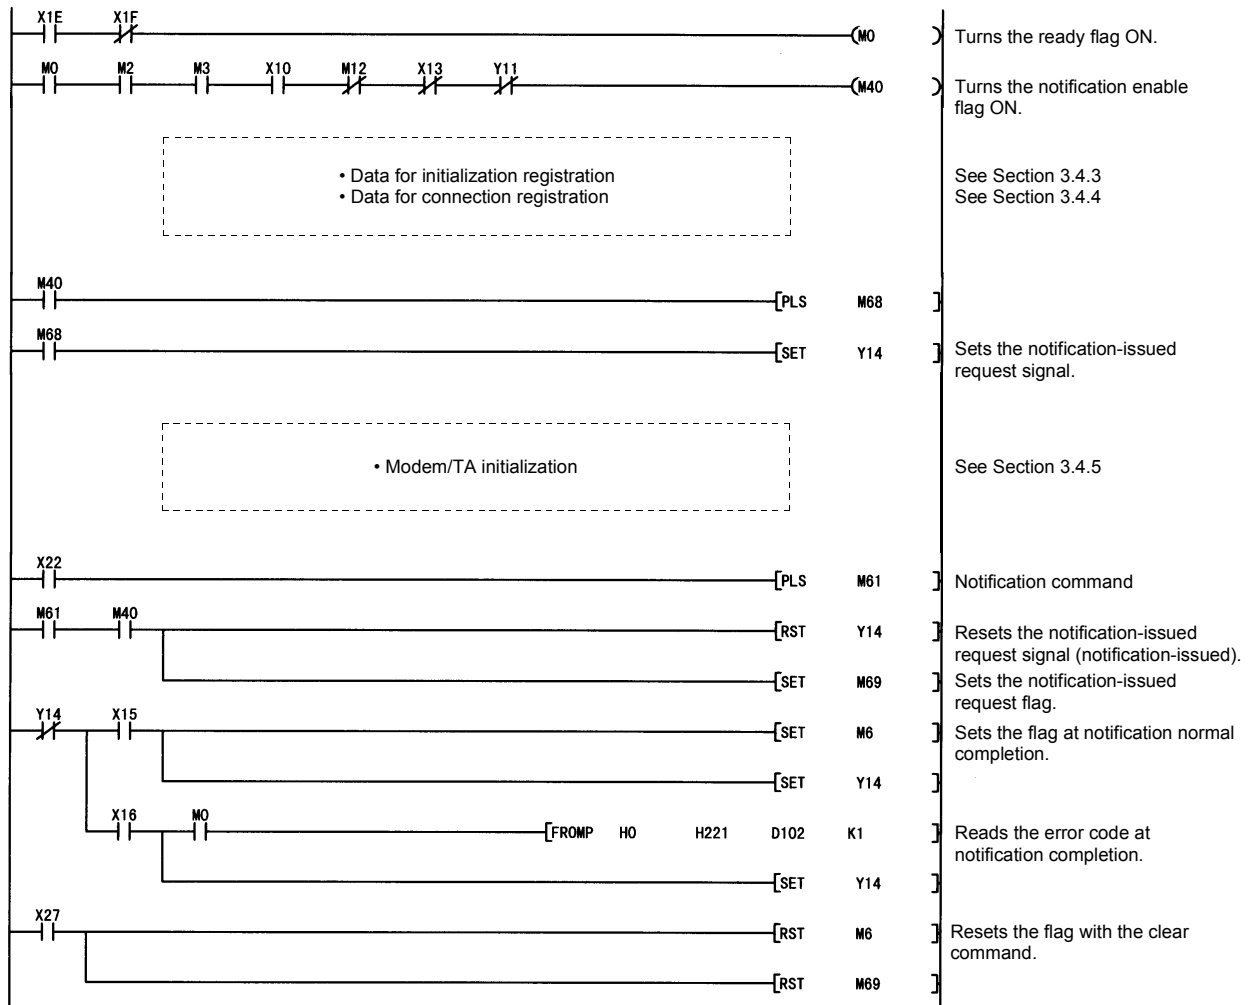 X1E X1F
(M0 ) Turns the ready flag ON.
M0 M2 M3 X10 M12 X13 Y11
(M40 ) Turns the notification enable
flag ON.
• Data for initialization registration See Section 3.4.3
• Data for connection registration See Section 3.4.4
M40
[PLS M68 ]
M68
[SET Y14 ] Sets the notification-issued
request signal.
• Modem/TA initialization See Section 3.4.5
X22
[PLS M61 ] Notification command
M61 M40
[RST Y14 ] Resets the notification-issued
request signal (notification-issued).
[SET M69 ] Sets the notification-issued
request flag.
Y14 X15
[SET M6 ] Sets the flag at notification normal
completion.
[SET Y14 ]
X16 M0
[FROMP H0 H221 D102 K1 ] Reads the error code at
notification completion.
[SET Y14 ]
X27
[RST M6 ] Resets the flag with the clear
command.
[RST M69 ]